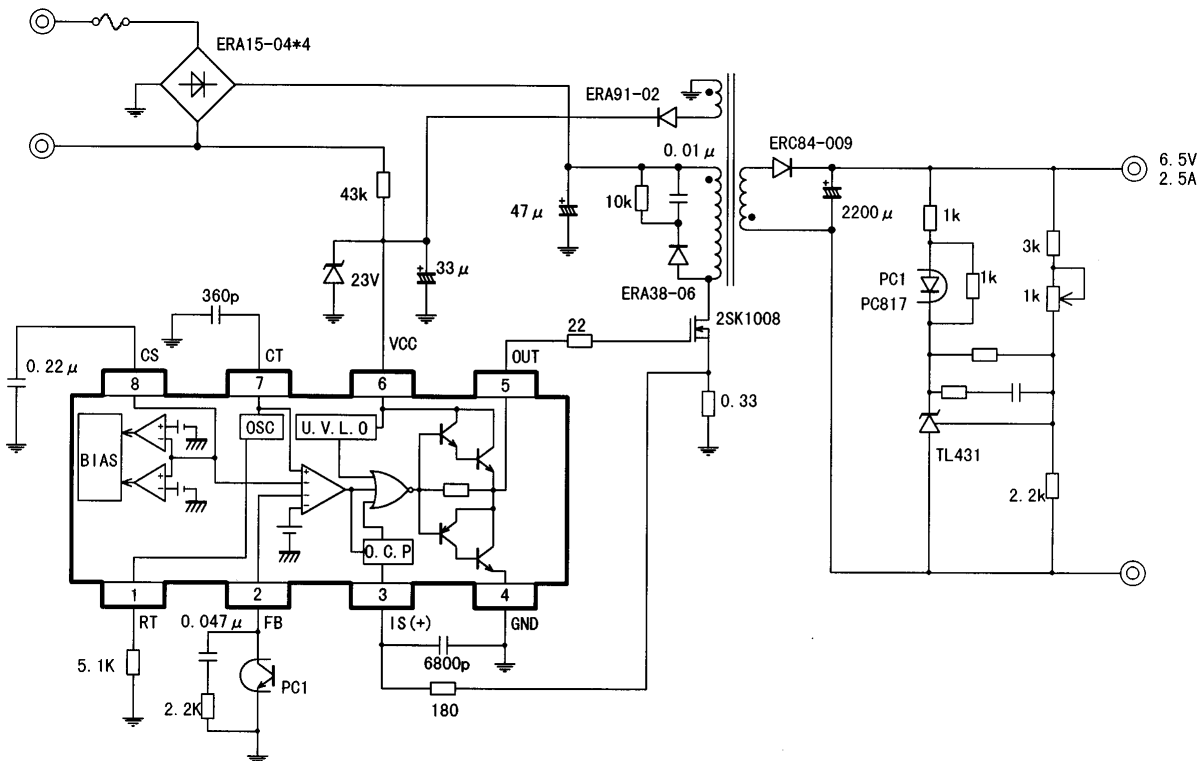 ERA15-04*4
ERA91-02
ERC84-009
0.01μ
6.5V
2.5A
43k
47μ
10k
2200μ
1k
3k
23V
33μ
PC1
PC817
1k
1k
ERA38-06
360p
22
2SK1008
0.22μ
CS
CT
VCC
OUT
8
7
6
5
0.33
OSC
U.V.L.O
BIAS
TL431
2.2k
O.C.P
1
2
3
4
RT
0.047μ
FB
IS(+)
GND
5.1K
6800p
PC1
2.2K
180